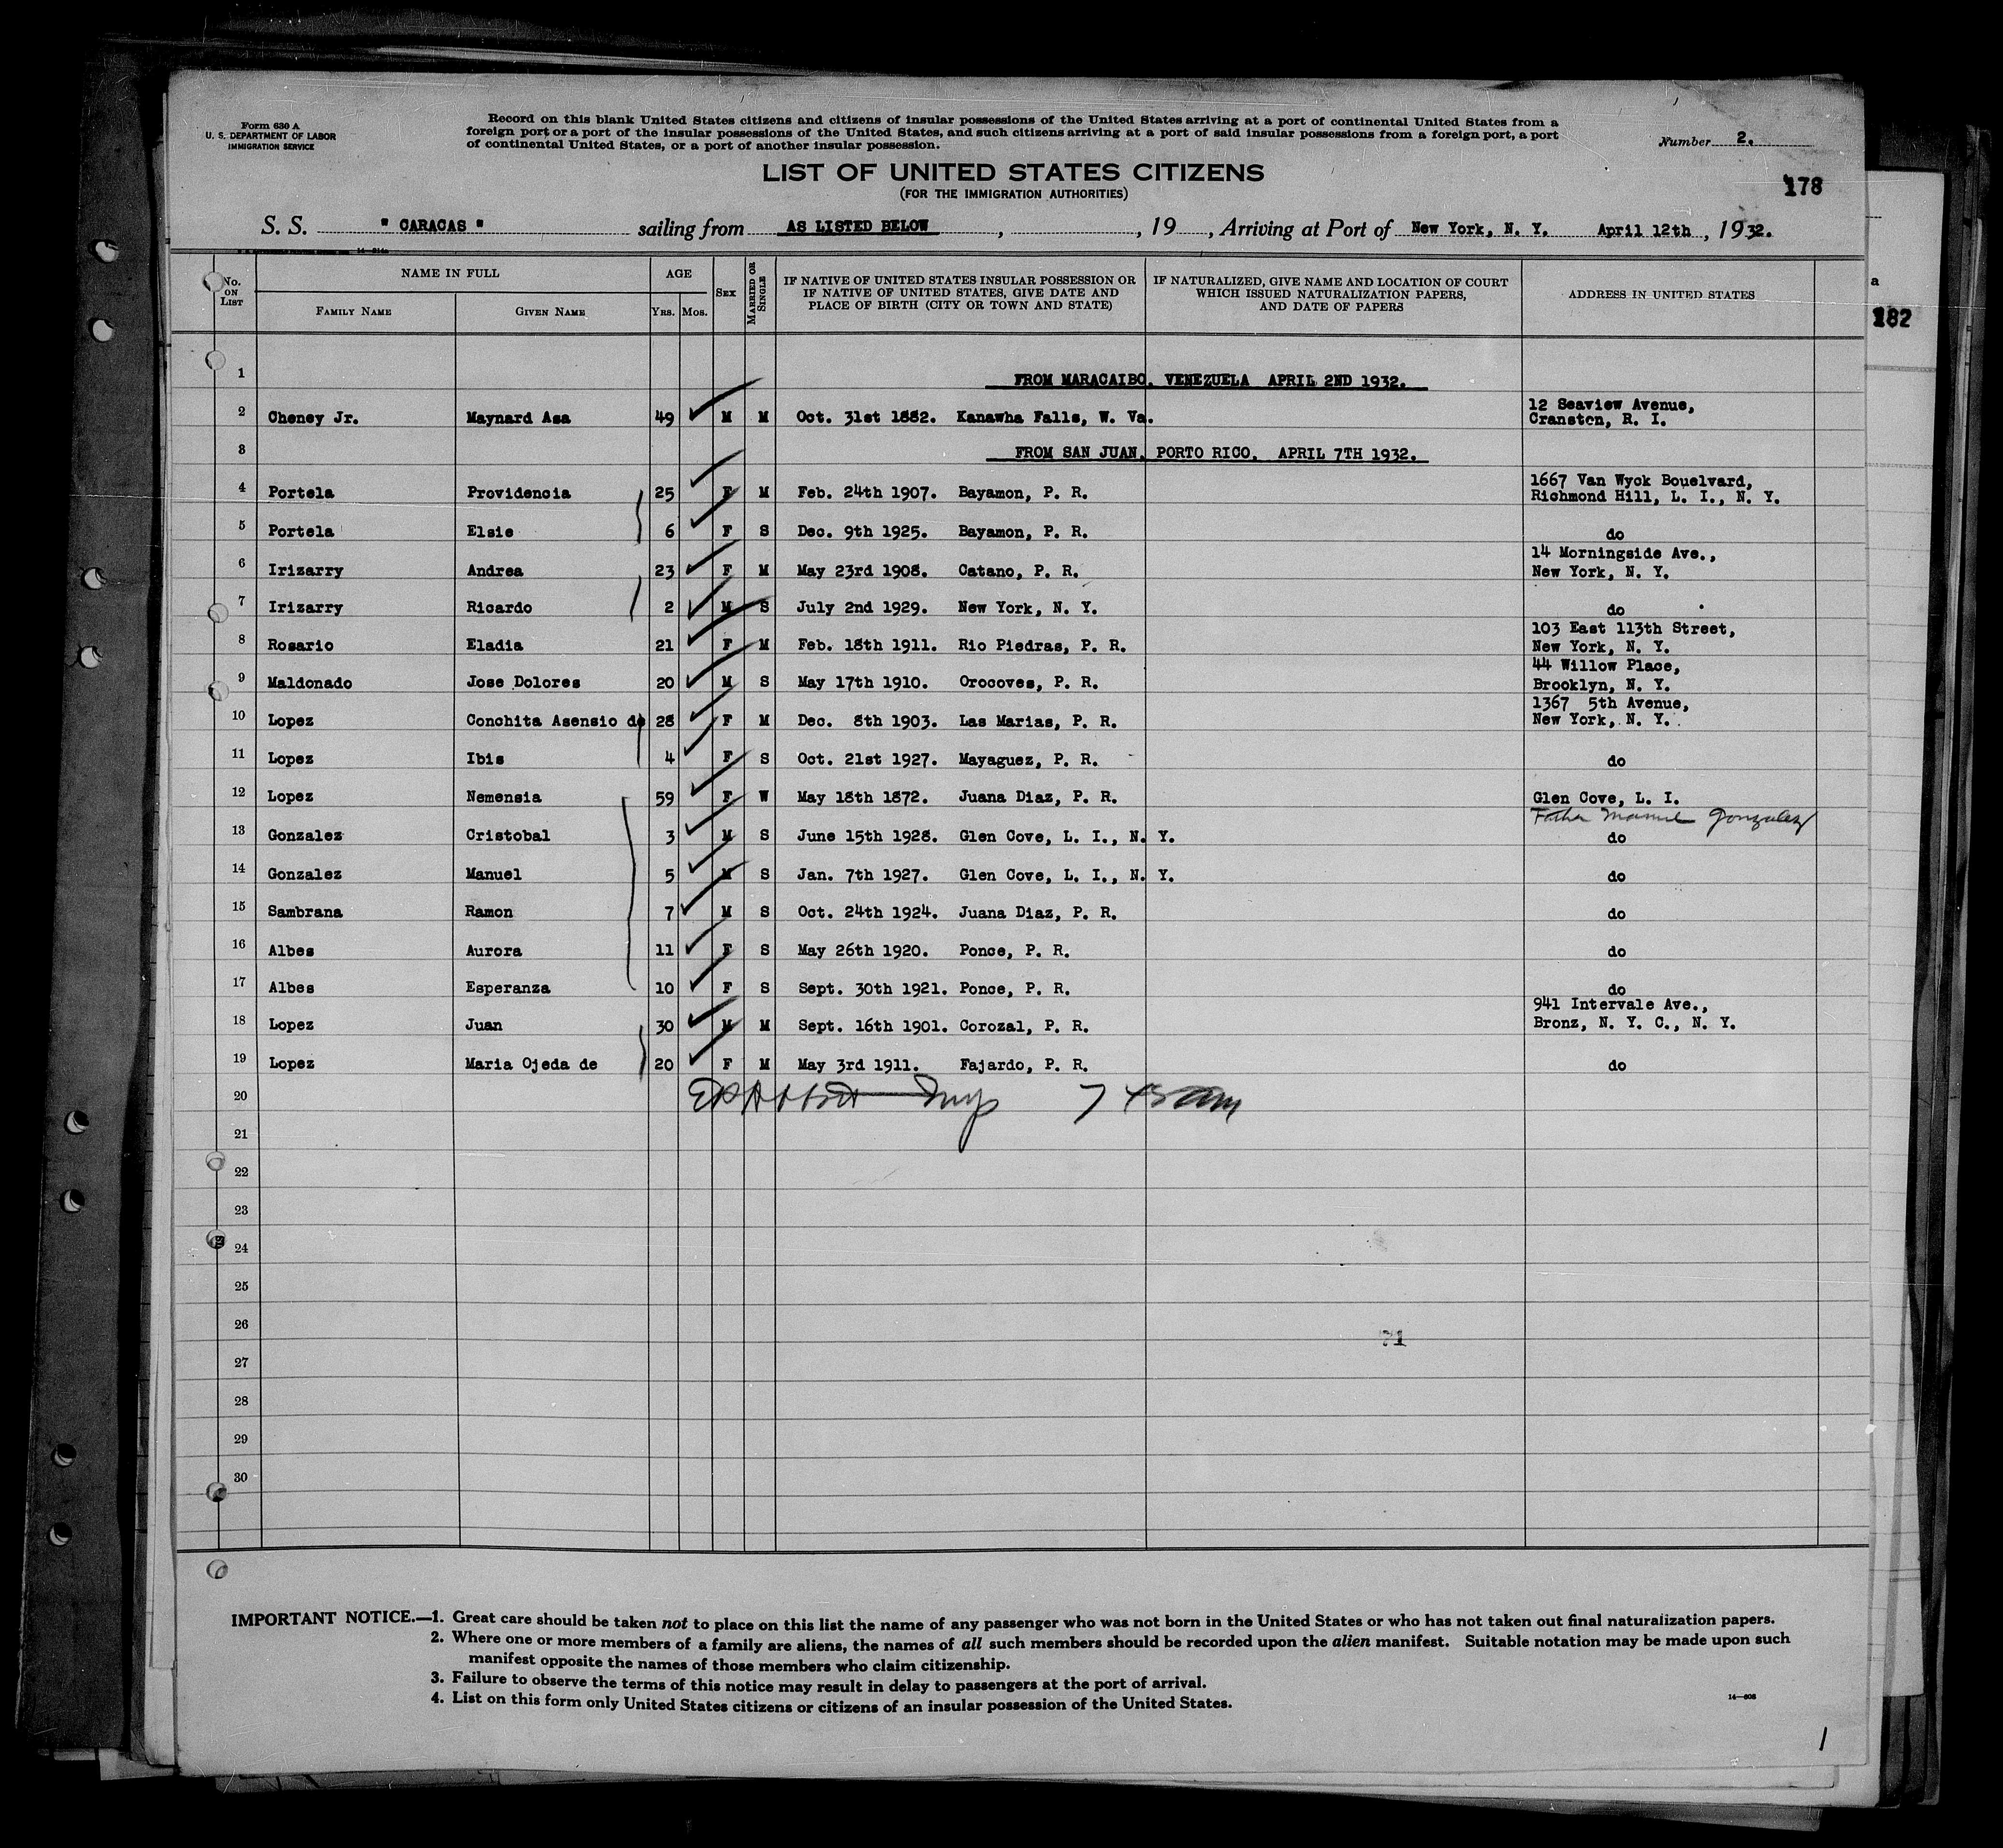 Form 630 A
U. S. DEPARTMENT OF LABOR
IMMIGRATION SERVICE
Record on this blank United States citizens and citizens of insular possessions of the United States arriving at a port of continental United States from a
foreign port or a port of the insular possessions of the United States, and such citizens arriving at a port of said insular possessions from a foreign port, a port
of continental United States, or a port of another insular possession.
Number 2.
LIST OF UNITED STATES CITIZENS
(FOR THE IMMIGRATION AUTHORITIES)
178
S. S. " CARACAS " sailing from AS LISTED BELOW , , 19 , Arriving at Port of New York, N. Y. April 12th , 1932.
No. ON LIST NAME IN FULL FAMILY NAME GIVEN NAME AGE YRS. MOS. SEX MARRIED OR SINGLE IF NATIVE OF UNITED STATES INSULAR POSSESSION OR IF NATIVE OF UNITED STATES, GIVE DATE AND PLACE OF BIRTH (CITY OR TOWN AND STATE) IF NATURALIZED, GIVE NAME AND LOCATION OF COURT WHICH ISSUED NATURALIZATION PAPERS, AND DATE OF PAPERS ADDRESS IN UNITED STATES
a
182
1 FROM MARACAIBO, VENEZUELA APRIL 2ND 1932.
2 Cheney Jr. Maynard Asa 49 M M Oct. 31st 1882. Kanawha Falls, W. Va. 12 Seaview Avenue, Cranston, R. I.
3 FROM SAN JUAN, PORTO RICO. APRIL 7TH 1932.
4 Portela Providencia 25 F M Feb. 24th 1907. Bayamon, P. R. 1667 Van Wyck Bouelvard, Richmond Hill, L. I., N. Y.
5 Portela Elsie 6 F S Dec. 9th 1925. Bayamon, P. R. do
6 Irizarry Andrea 23 F M May 23rd 1908. Catano, P. R. 14 Morningside Ave., New York, N. Y.
7 Irizarry Ricardo 2 M S July 2nd 1929. New York, N. Y. do
8 Rosario Eladia 21 F M Feb. 18th 1911. Rio Piedras, P. R. 103 East 113th Street, New York, N. Y.
9 Maldonado Jose Dolores 20 M S May 17th 1910. Orocoves, P. R. 44 Willow Place, Brooklyn, N. Y.
10 Lopez Conchita Asensio de 28 F M Dec. 8th 1903. Las Marias, P. R. 1367 5th Avenue, New York, N. Y.
11 Lopez Ibis 4 F S Oct. 21st 1927. Mayaguez, P. R. do
12 Lopez Nemensia 59 F W May 18th 1872. Juana Diaz, P. R. Glen Cove, L. I.
Father Manuel Gonzalez
13 Gonzalez Cristobal 3 M S June 15th 1928. Glen Cove, L. I., N. Y. do
14 Gonzalez Manuel 5 M S Jan. 7th 1927. Glen Cove, L. I., N. Y. do
15 Sambrana Ramon 7 M S Oct. 24th 1924. Juana Diaz, P. R. do
16 Albes Aurora 11 F S May 26th 1920. Ponce, P. R. do
17 Albes Esperanza 10 F S Sept. 30th 1921. Ponce, P. R. do
18 Lopez Juan 30 M M Sept. 16th 1901. Corozal, P. R. 941 Intervale Ave., Bronz, N. Y. C., N. Y.
19 Lopez Maria Ojeda de 20 F M May 3rd 1911. Fajardo, P. R. do
20 7 45 am
21
22
23
24
25
26
71
27
28
29
30
IMPORTANT NOTICE.—1. Great care should be taken not to place on this list the name of any passenger who was not born in the United States or who has not taken out final naturalization papers.
2. Where one or more members of a family are aliens, the names of all such members should be recorded upon the alien manifest. Suitable notation may be made upon such
manifest opposite the names of those members who claim citizenship.
3. Failure to observe the terms of this notice may result in delay to passengers at the port of arrival.
4. List on this form only United States citizens or citizens of an insular possession of the United States.
14—808
1